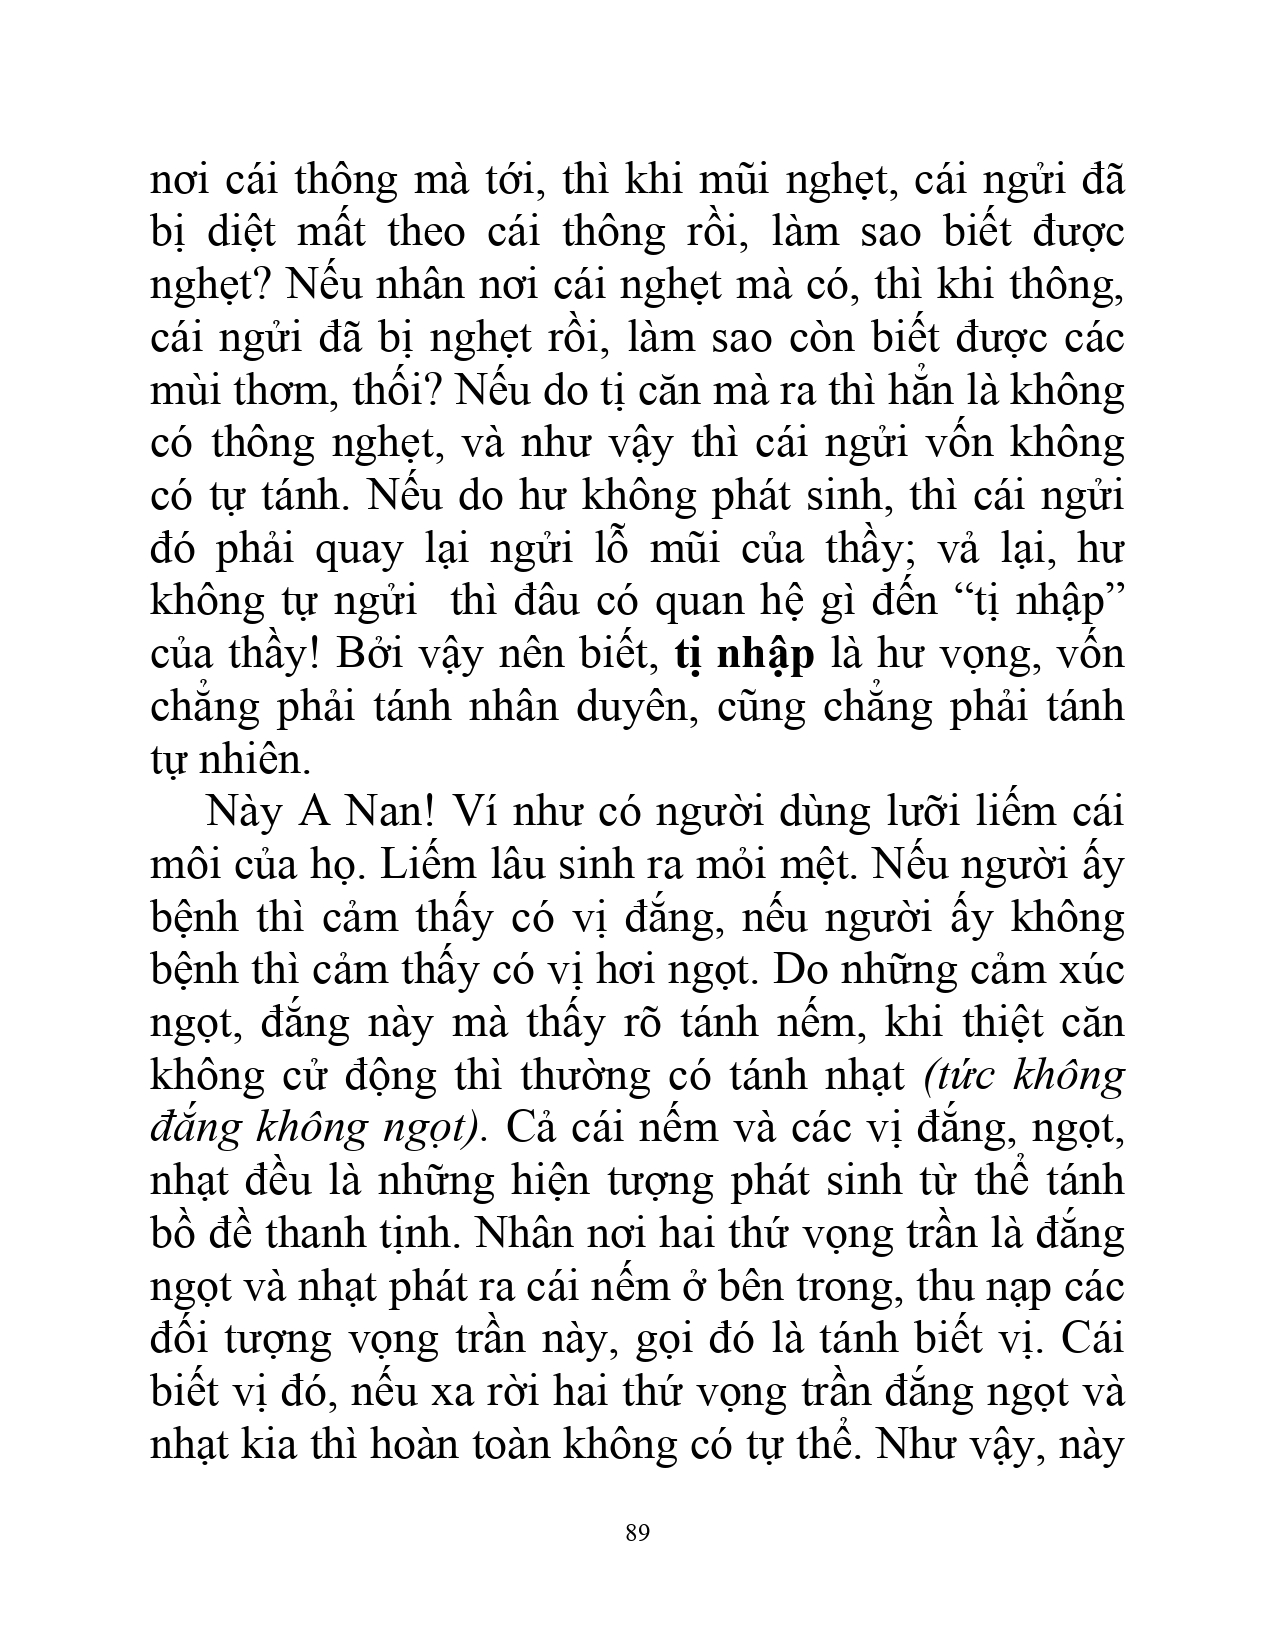 nơi cái thông mà tới, thì khi mũi nghẹt, cái ngửi đã
bị diệt mất theo cái thông rồi, làm sao biết được
nghẹt? Nếu nhân nơi cái nghẹt mà có, thì khi thông,
cái ngửi đã bị nghẹt rồi, làm sao còn biết được các
mùi thơm, thối? Nếu do tị căn mà ra thì hẳn là không
có thông nghẹt, và như vậy thì cái ngửi vốn không
có tự tánh. Nếu do hư không phát sinh, thì cái ngửi
đó phải quay lại ngửi lỗ mũi của thầy; vả lại, hư
không tự ngửi  thì đâu có quan hệ gì đến “tị nhập”
của thầy! Bởi vậy nên biết, tị nhập là hư vọng, vốn
chẳng phải tánh nhân duyên, cũng chẳng phải tánh
tự nhiên.
Này A Nan! Ví như có người dùng lưỡi liếm cái
môi của họ. Liếm lâu sinh ra mỏi mệt. Nếu người ấy
bệnh thì cảm thấy có vị đắng, nếu người ấy không
bệnh thì cảm thấy có vị hơi ngọt. Do những cảm xúc
ngọt, đắng này mà thấy rõ tánh nếm, khi thiệt căn
không cử động thì thường có tánh nhạt (tức không
đắng không ngọt). Cả cái nếm và các vị đắng, ngọt,
nhạt đều là những hiện tượng phát sinh từ thể tánh
bồ đề thanh tịnh. Nhân nơi hai thứ vọng trần là đắng
ngọt và nhạt phát ra cái nếm ở bên trong, thu nạp các
đối tượng vọng trần này, gọi đó là tánh biết vị. Cái
biết vị đó, nếu xa rời hai thứ vọng trần đắng ngọt và
nhạt kia thì hoàn toàn không có tự thể. Như vậy, này
89